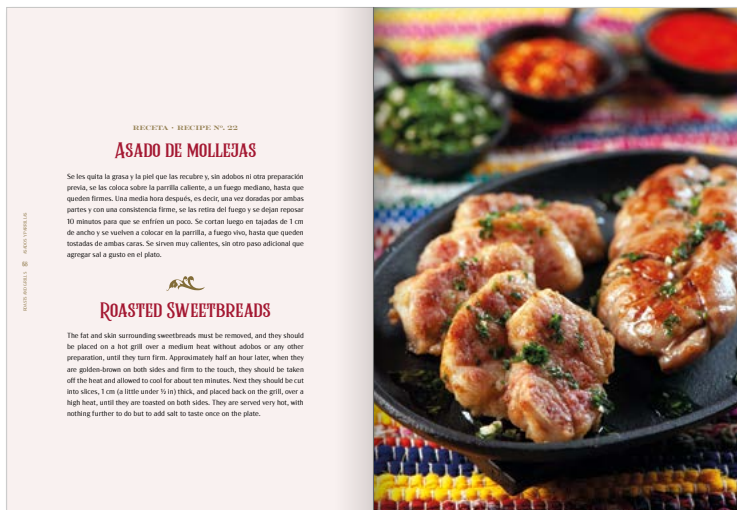 RECETA - RECIPE Nº. 22
ASADO DE MOLLEJAS
Se les quita la grasa y la piel que las recubre y, sin adobos ni otra preparación
previa, se las coloca sobre la parrilla caliente, a un fuego mediano, hasta que
queden firmes. Una media hora después, es decir, una vez doradas por ambas
partes y con una consistencia firme, se las retira del fuego y se dejan reposar
10 minutos para que se enfríen un poco. Se cortan luego en tajadas de 1 cm
de ancho y se vuelven a colocar en la parrilla, a fuego vivo, hasta que queden
tostadas de ambas caras. Se sirven muy calientes, sin otro paso adicional que
agregar sal a gusto en el plato.
ROASTED SWEETBREADS
The fat and skin surrounding sweetbreads must be removed, and they should
be placed on a hot grill over a medium heat without adobos or any other
preparation, until they turn firm. Approximately half an hour later, when they
are golden-brown on both sides and firm to the touch, they should be taken
off the heat and allowed to cool for about ten minutes. Next they should be cut
into slices, 1 cm (a little under ½ in) thick, and placed back on the grill, over a
high heat, until they are toasted on both sides. They are served very hot, with
nothing further to do but to add salt to taste once on the plate.